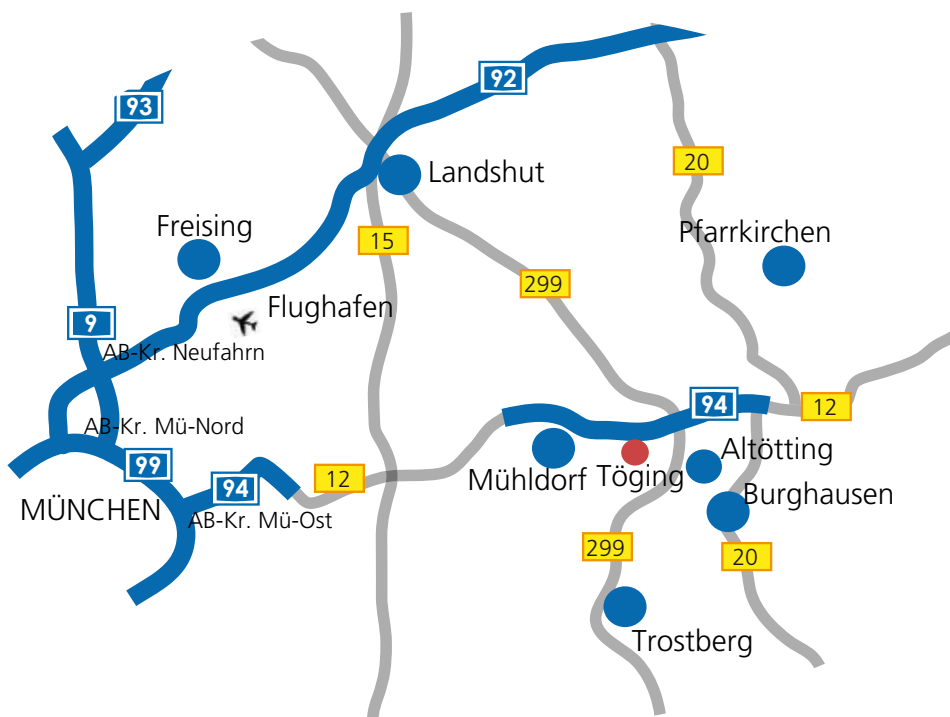 92
93
20
Landshut
Freising
15
Pfarrkirchen
299
Flughafen
9
AB-Kr. Neufahrn
94
12
AB-Kr. Mü-Nord
Altötting
99
Mühldorf
Töging
94
12
Burghausen
MÜNCHEN
AB-Kr. Mü-Ost
299
20
Trostberg